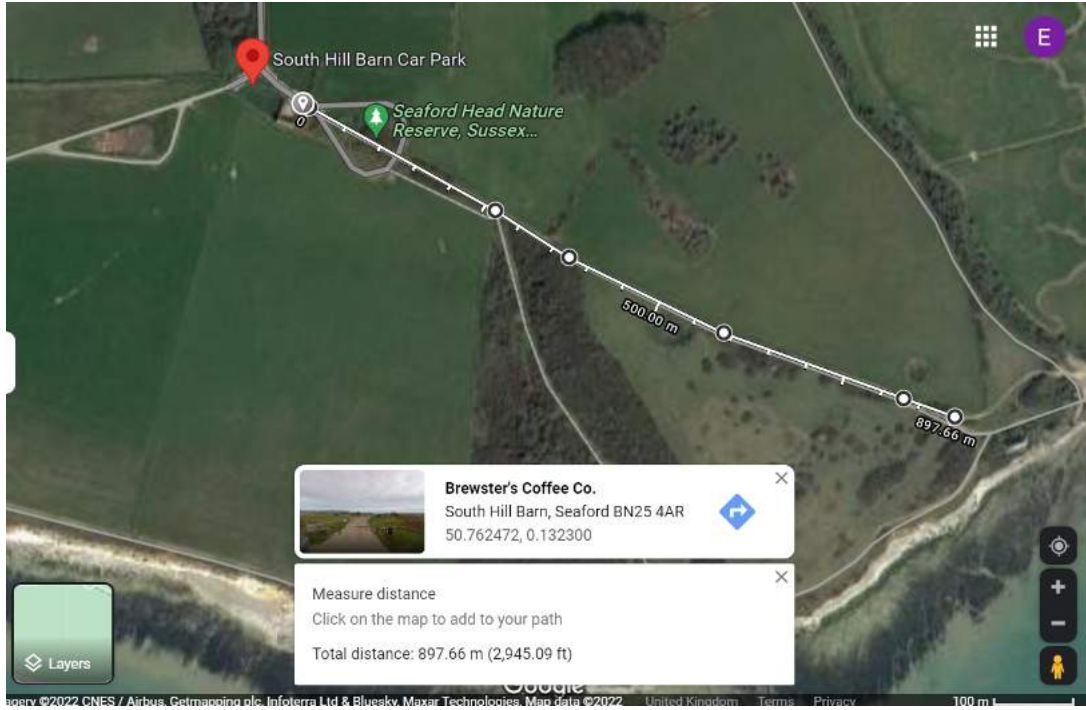 E
South Hill Barn Car Park
Seaford Head Nature
Reserve, Sussex...
0
500.00 m
897.66 m
Brewster's Coffee Co.
South Hill Barn, Seaford BN25 4AR
50.762472, 0.132300
Measure distance
Click on the map to add to your path
Total distance: 897.66 m (2,945.09 ft)
Layers
Google
agery ©2022 CNES / Airbus, Getmapping plc, Infoterra Ltd & Bluesky, Maxar Technologies, Map data ©2022 United Kingdom Terms Privacy 100 m